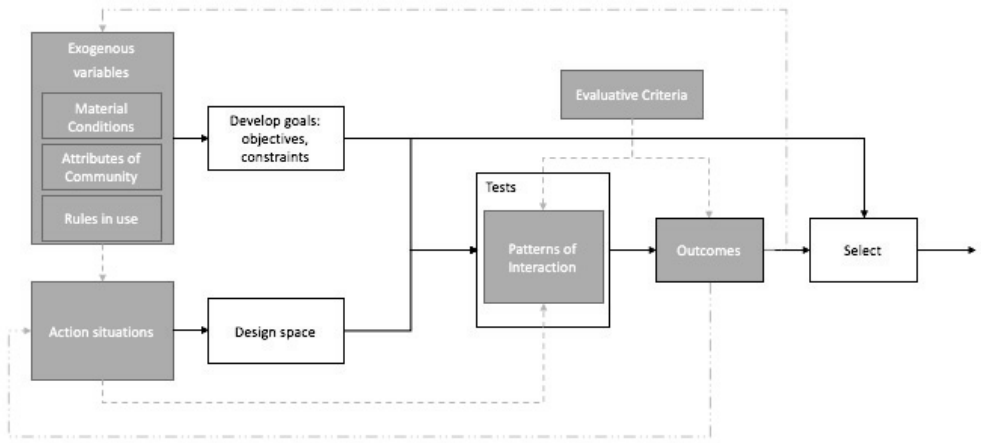 Exogenous
variables
Material
Conditions
Attributes of
Community
Rules in use
Develop goals:
objectives,
constraints
Evaluative Criteria
Tests
Patterns of
Interaction
Outcomes
Select
Action situations
Design space